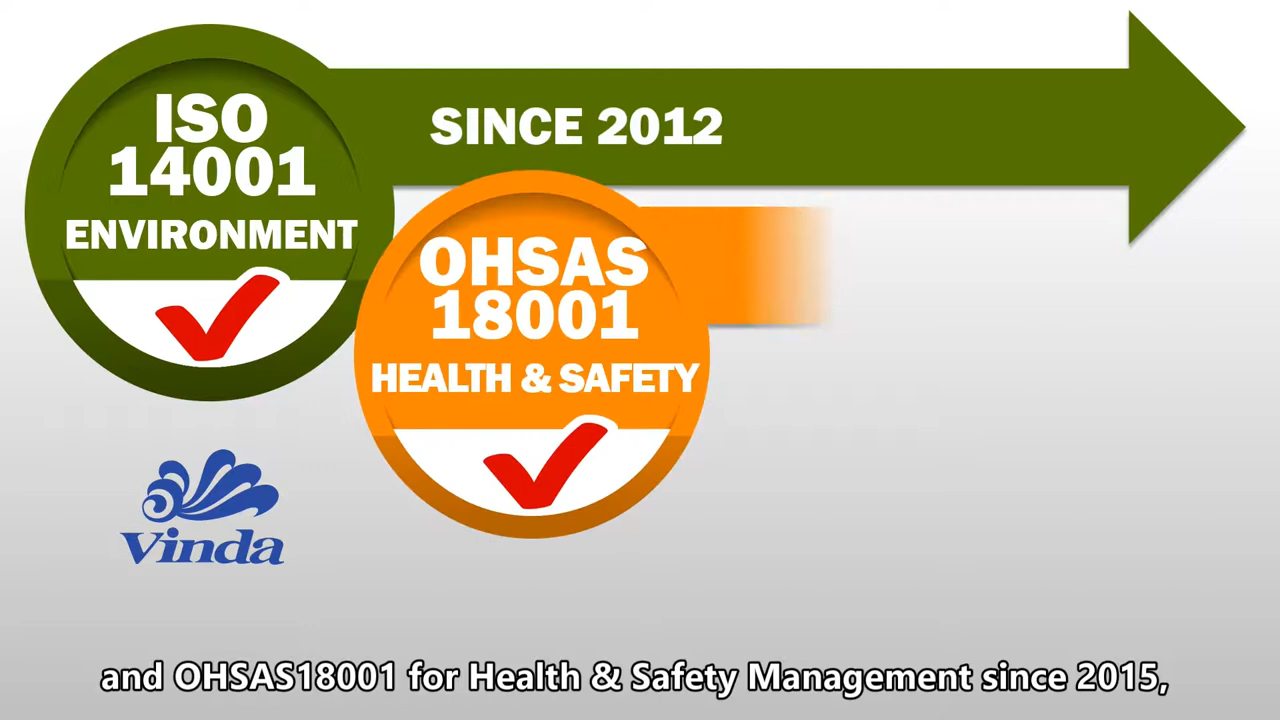 ISO
14001
ENVIRONMENT
SINCE 2012
OHSAS
18001
HEALTH & SAFETY
Vinda
and OHSAS18001 for Health & Safety Management since 2015,